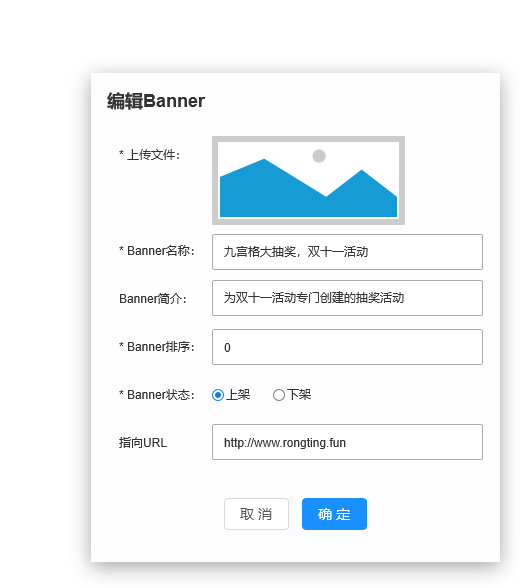 编辑Banner
* 上传文件：
* Banner名称： 九宫格大抽奖，双十一活动
Banner简介： 为双十一活动专门创建的抽奖活动
* Banner排序： 0
* Banner状态： 上架 下架
指向URL http://www.rongting.fun
取 消 确 定